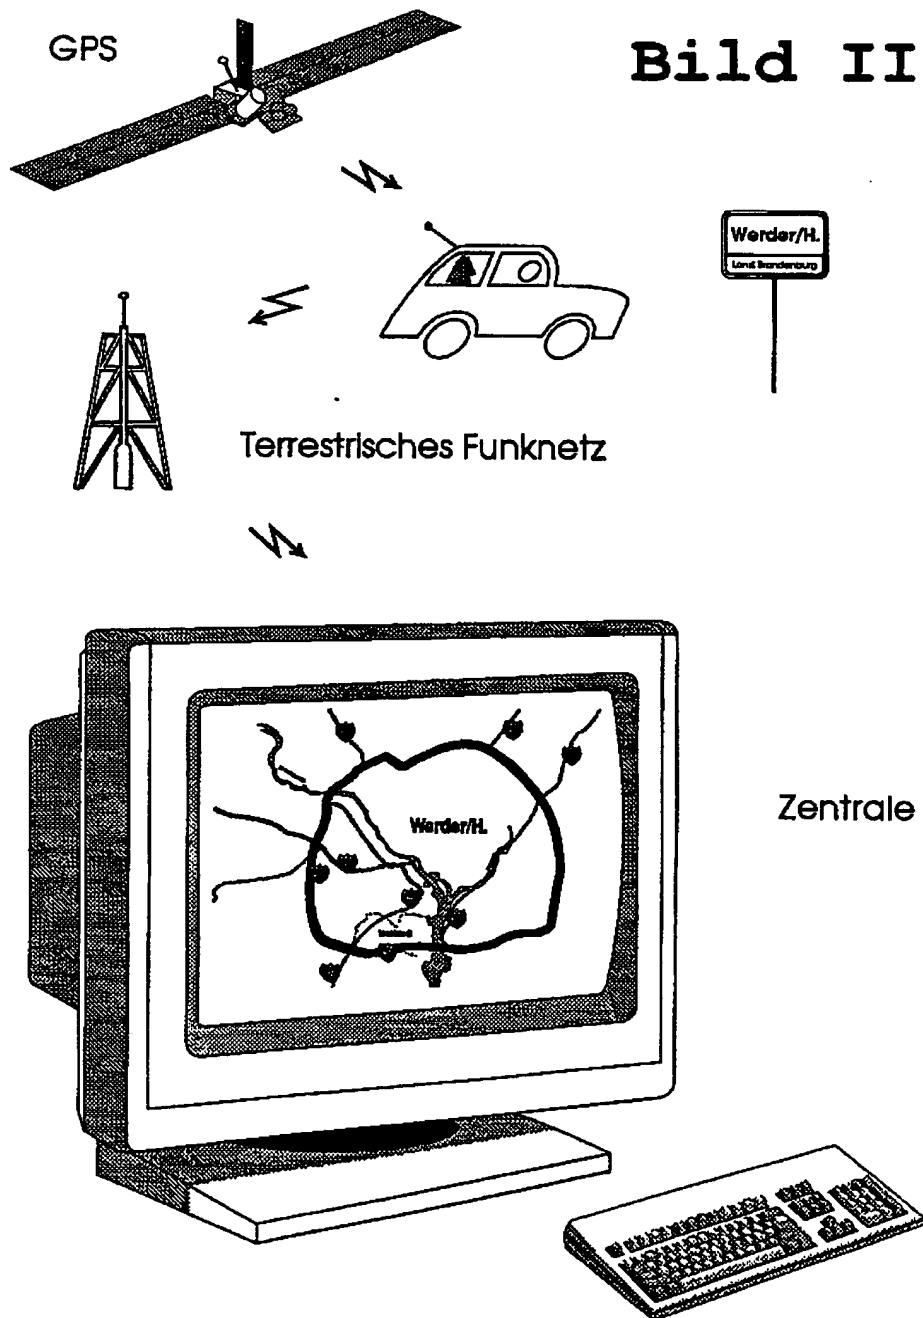 GPS
Bild II
Werder/H.
Land Brandenburg
Terrestrisches Funknetz
Zentrale
Werder/H.